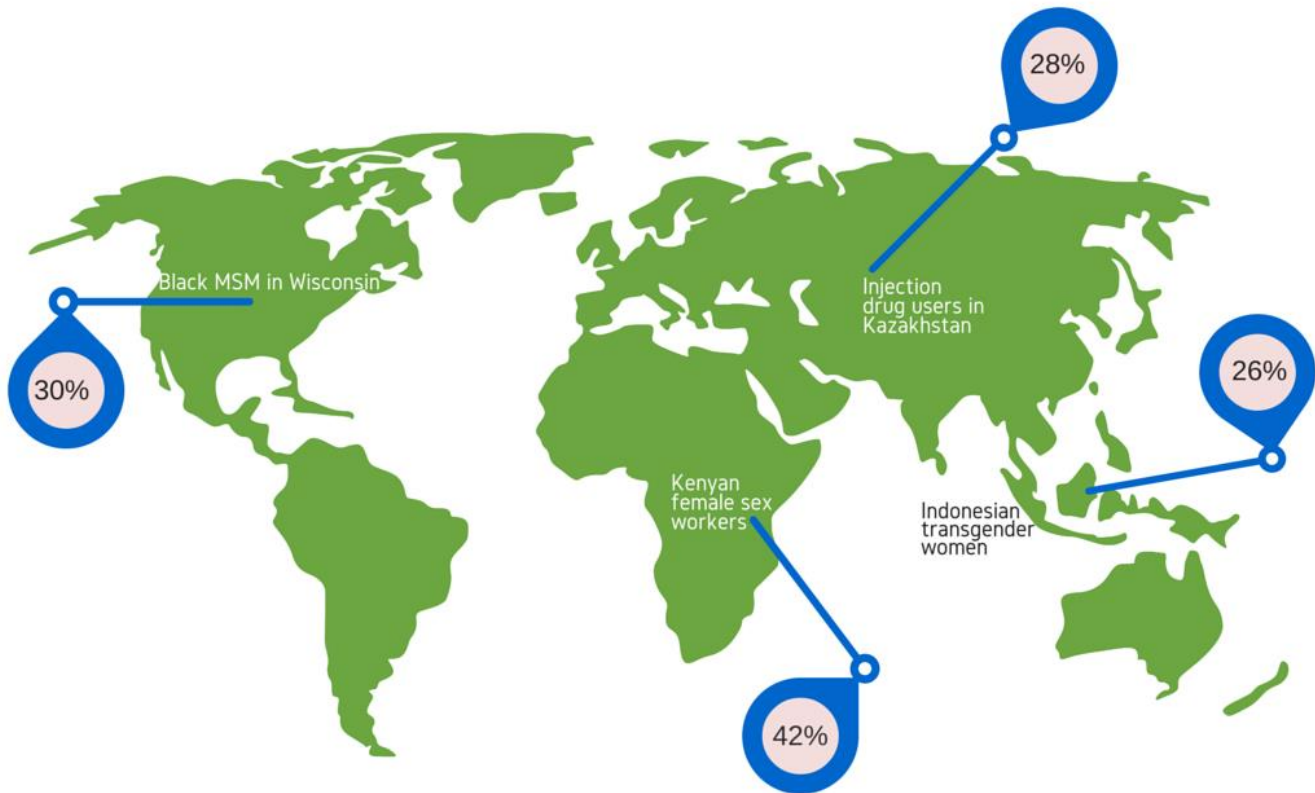 28%
Black MSM in Wisconsin
Injection
drug users in
Kazakhstan
30%
26%
Kenyan
female sex
workers
Indonesian
transgender
women
42%